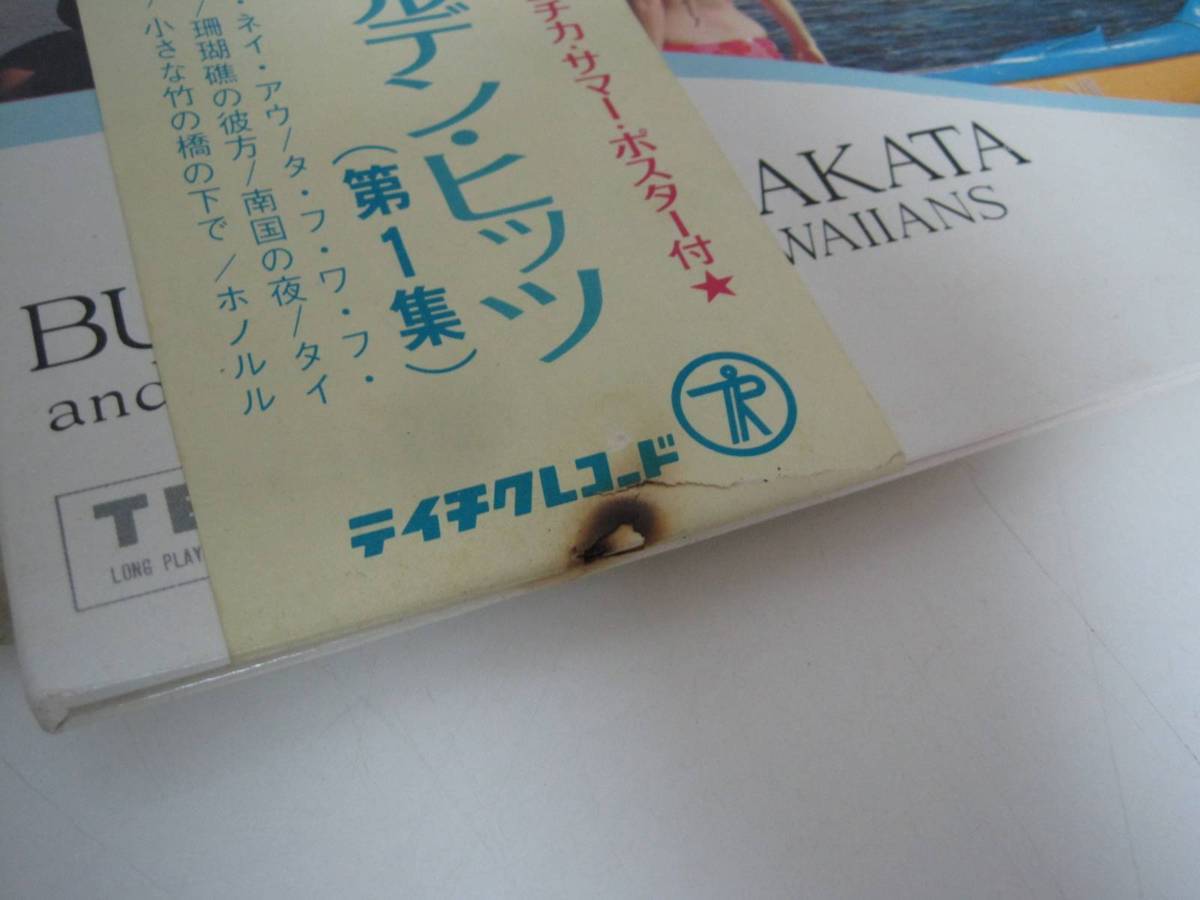 チカ・サマー・ポスター付★
ルデン・ヒッツ
(第1集)
・ネイ・アウ/タ・フ・ワ・フ・
/珊瑚礁の彼方/南国の夜/タイ
/小さな竹の橋の下で/ホノルル
テイチクレコード
BU
AKATA
and
WAIIANS
TE
LONG PLAY